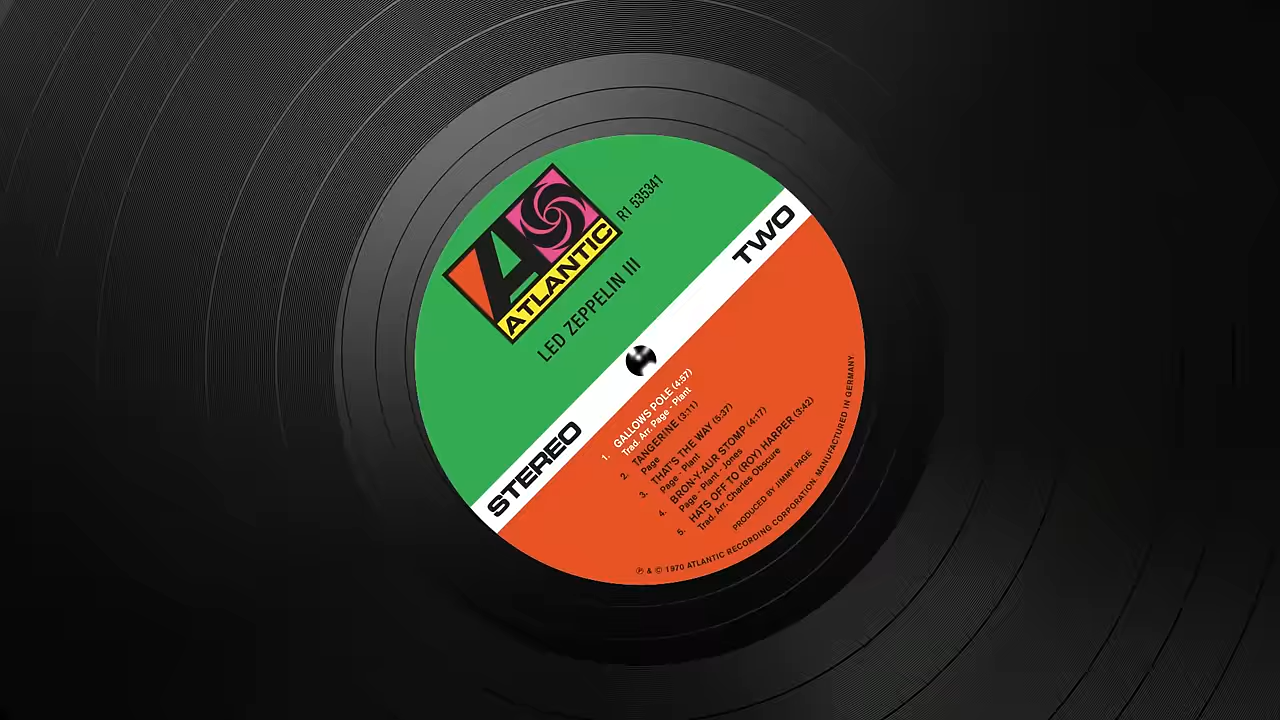 ATLANTIC
R1 535341
LED ZEPPELIN III
STEREO
TWO
1. GALLOWS POLE (4:57)
Trad. Arr. Page - Plant
2. TANGERINE (3:11)
Page
3. THAT'S THE WAY (5:37)
Page - Plant
4. BRON-Y-AUR STOMP (4:17)
Page - Plant - Jones
5. HATS OFF TO (ROY) HARPER (3:42)
Trad. Arr. Charles Obscure
PRODUCED BY JIMMY PAGE
℗ & © 1970 ATLANTIC RECORDING CORPORATION. MANUFACTURED IN GERMANY